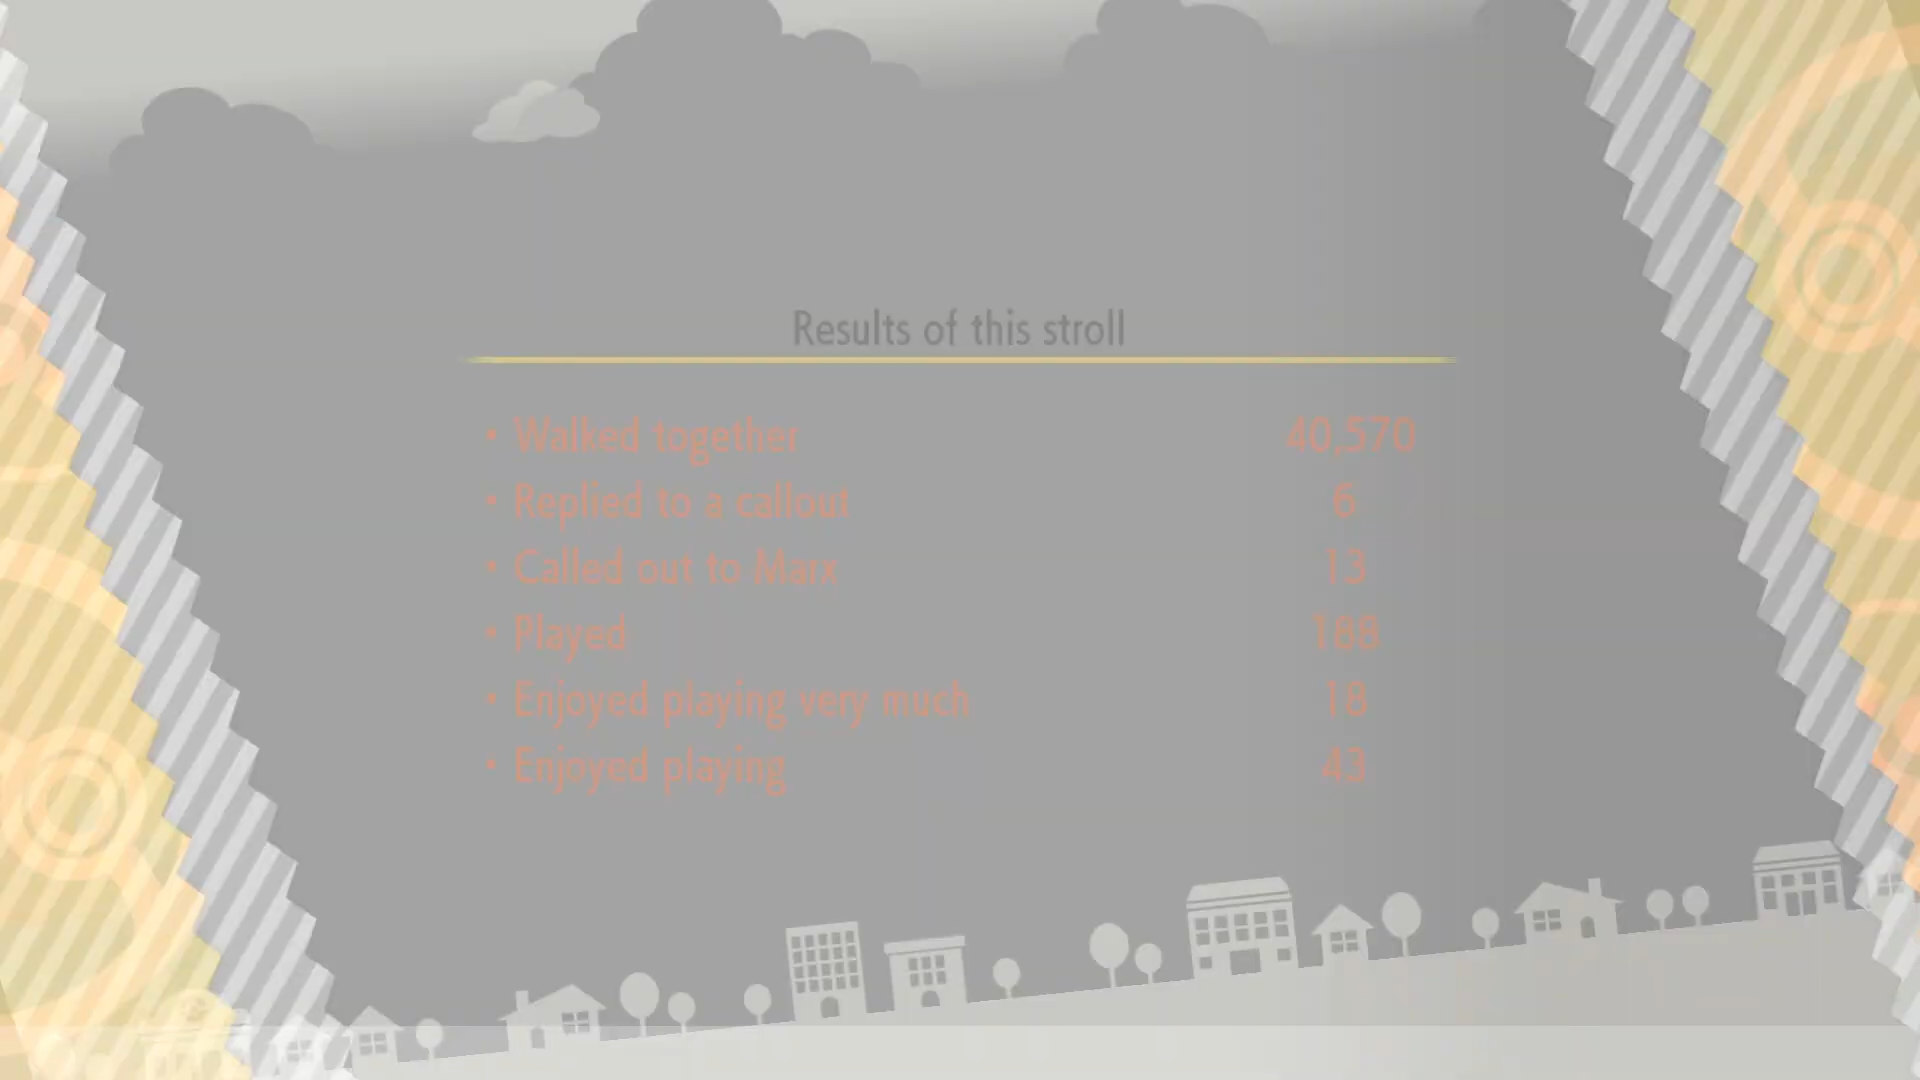 Results of this stroll
• Walked together 40,570
• Replied to a callout 6
• Called out to Marx 13
• Played 188
• Enjoyed playing very much 18
• Enjoyed playing 43